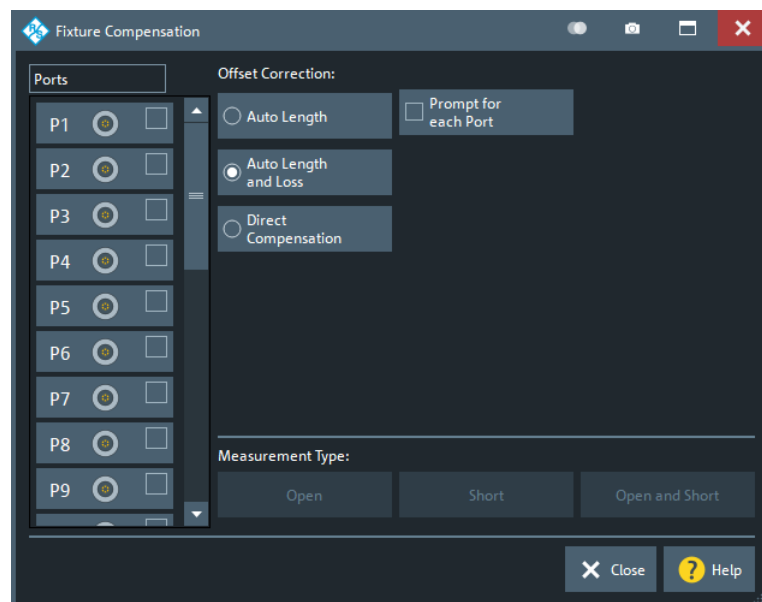 R&S Fixture Compensation
Ports
P1
P2
P3
P4
P5
P6
P7
P8
P9
Offset Correction:
Auto Length
Prompt for
each Port
Auto Length
and Loss
Direct
Compensation
Measurement Type:
Open
Short
Open and Short
Close
? Help